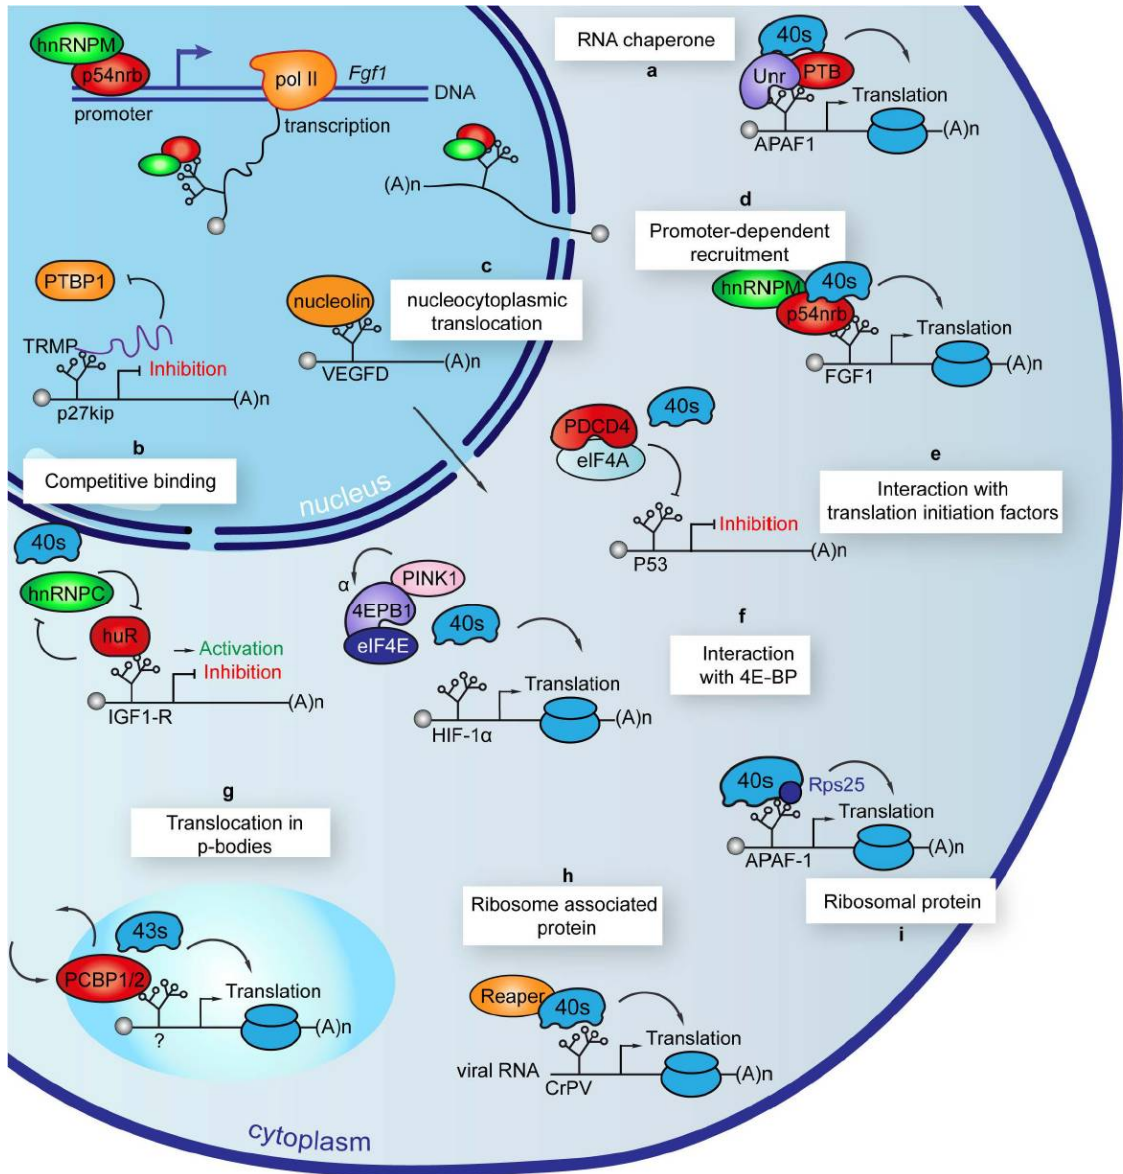 hnRNPM
p54nrb
promoter
pol II
Fgf1
DNA
transcription
(A)n
PTBP1
TRMP
Inhibition
p27kip
(A)n
nucleolin
VEGFD
(A)n
c
nucleocytoplasmic
translocation
b
Competitive binding
nucleus
RNA chaperone
a
40s
Unr
PTB
Translation
APAF1
(A)n
d
Promoter-dependent
recruitment
hnRNPM
40s
p54nrb
Translation
FGF1
(A)n
PDCD4
eIF4A
40s
Inhibition
P53
(A)n
e
Interaction with
translation initiation factors
40s
hnRNPC
huR
Activation
Inhibition
IGF1-R
(A)n
α
PINK1
4EPB1
eIF4E
40s
Translation
HIF-1α
(A)n
f
Interaction
with 4E-BP
40s
Rps25
Translation
APAF-1
(A)n
Ribosomal protein
i
g
Translocation in
p-bodies
43s
PCBP1/2
Translation
?
(A)n
h
Ribosome associated
protein
Reaper
40s
Translation
viral RNA
CrPV
(A)n
cytoplasm